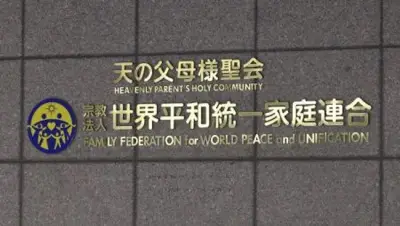 天の父母様聖会
HEAVENLY PARENT'S HOLY COMMUNITY
宗教法人 世界平和統一家庭連合
FAMILY FEDERATION for WORLD PEACE and UNIFICATION